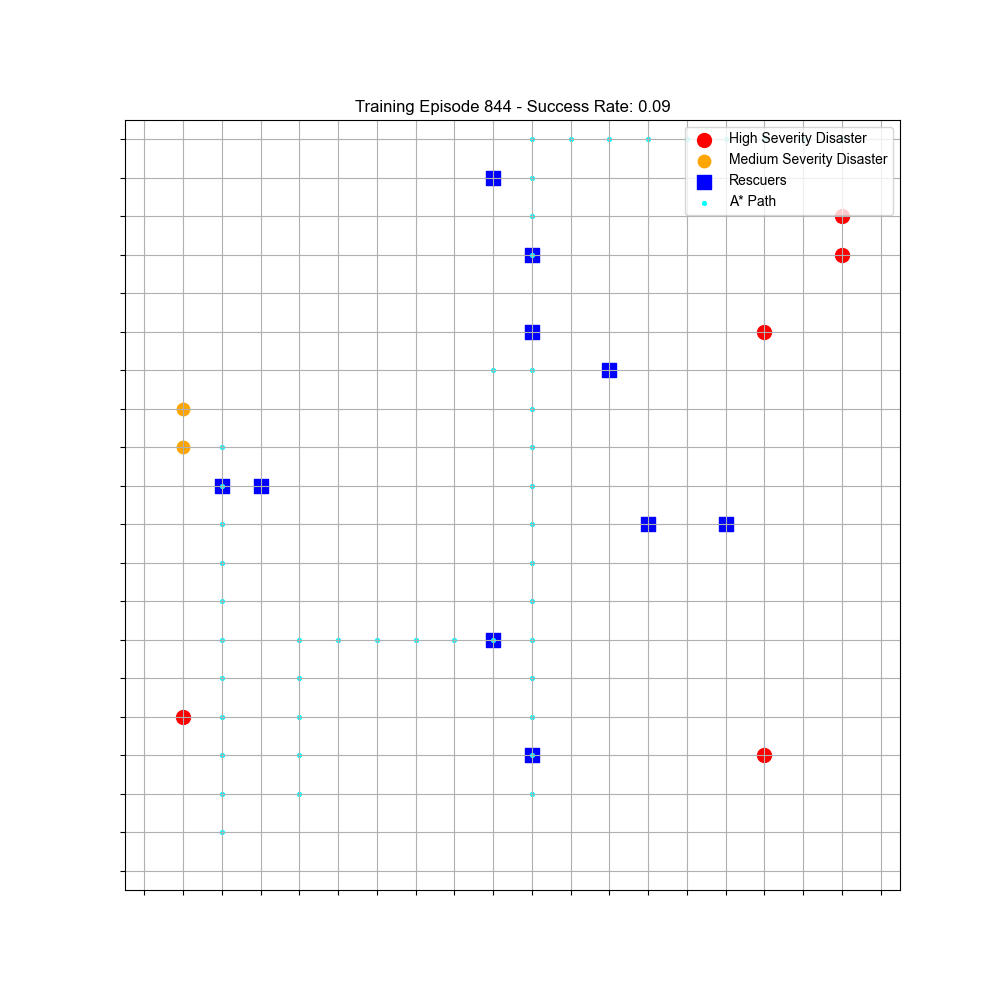 Training Episode 844 - Success Rate: 0.09
High Severity Disaster
Medium Severity Disaster
Rescuers
A* Path